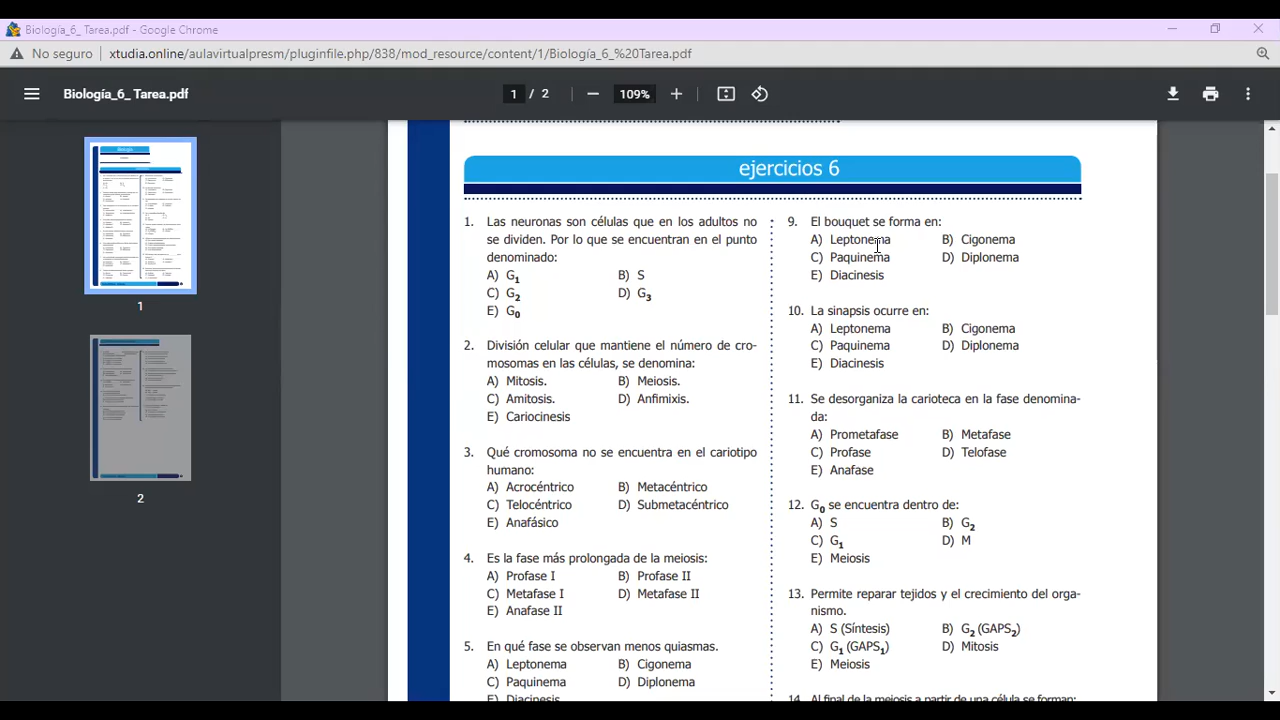 Biología_6_ Tarea.pdf - Google Chrome
No seguro xtudia.online/aulavirtualpresm/pluginfile.php/838/mod_resource/content/1/Biología_6_%20Tarea.pdf
Biología_6_ Tarea.pdf
1 / 2
109%
1
2
ejercicios 6
1. Las neuronas son células que en los adultos no
se dividen. Por lo que se encuentran en el punto
denominado:
A) G1 B) S
C) G2 D) G3
E) G0
2. División celular que mantiene el número de cro-
mosomas en las células, se denomina:
A) Mitosis. B) Meiosis.
C) Amitosis. D) Anfimixis.
E) Cariocinesis
3. Qué cromosoma no se encuentra en el cariotipo
humano:
A) Acrocéntrico B) Metacéntrico
C) Telocéntrico D) Submetacéntrico
E) Anafásico
4. Es la fase más prolongada de la meiosis:
A) Profase I B) Profase II
C) Metafase I D) Metafase II
E) Anafase II
5. En qué fase se observan menos quiasmas.
A) Leptonema B) Cigonema
C) Paquinema D) Diplonema
E) Diacinesis
9. El Bouquet se forma en:
A) Leptonema B) Cigonema
C) Paquinema D) Diplonema
E) Diacinesis
10. La sinapsis ocurre en:
A) Leptonema B) Cigonema
C) Paquinema D) Diplonema
E) Diacinesis
11. Se desorganiza la carioteca en la fase denomina-
da:
A) Prometafase B) Metafase
C) Profase D) Telofase
E) Anafase
12. G0 se encuentra dentro de:
A) S B) G2
C) G1 D) M
E) Meiosis
13. Permite reparar tejidos y el crecimiento del orga-
nismo.
A) S (Síntesis) B) G2 (GAPS2)
C) G1 (GAPS1) D) Mitosis
E) Meiosis
14. Al final de la meiosis a partir de una célula se forman: